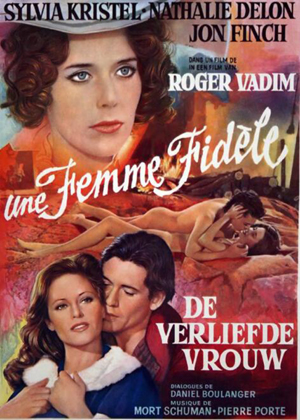 SYLVIA KRISTEL · NATHALIE DELON
JON FINCH
DANS UN FILM DE
IN EEN FILM VAN
ROGER VADIM
une Femme Fidèle
DE
VERLIEFDE
VROUW
DIALOGUES DE
DANIEL BOULANGER
MUSIQUE DE
MORT SCHUMAN · PIERRE PORTE